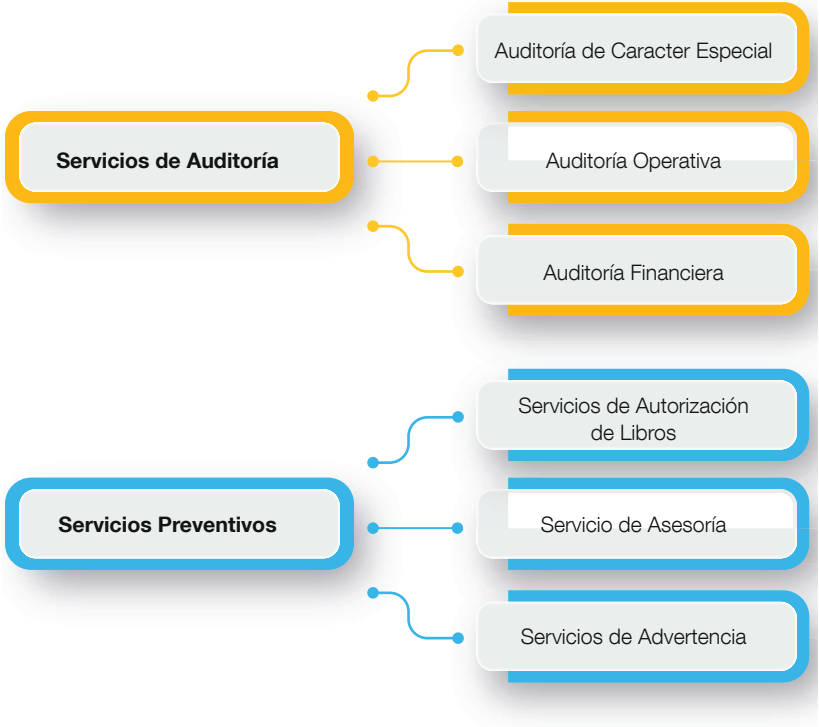 Servicios de Auditoría
Auditoría de Caracter Especial
Auditoría Operativa
Auditoría Financiera
Servicios Preventivos
Servicios de Autorización
de Libros
Servicio de Asesoría
Servicios de Advertencia